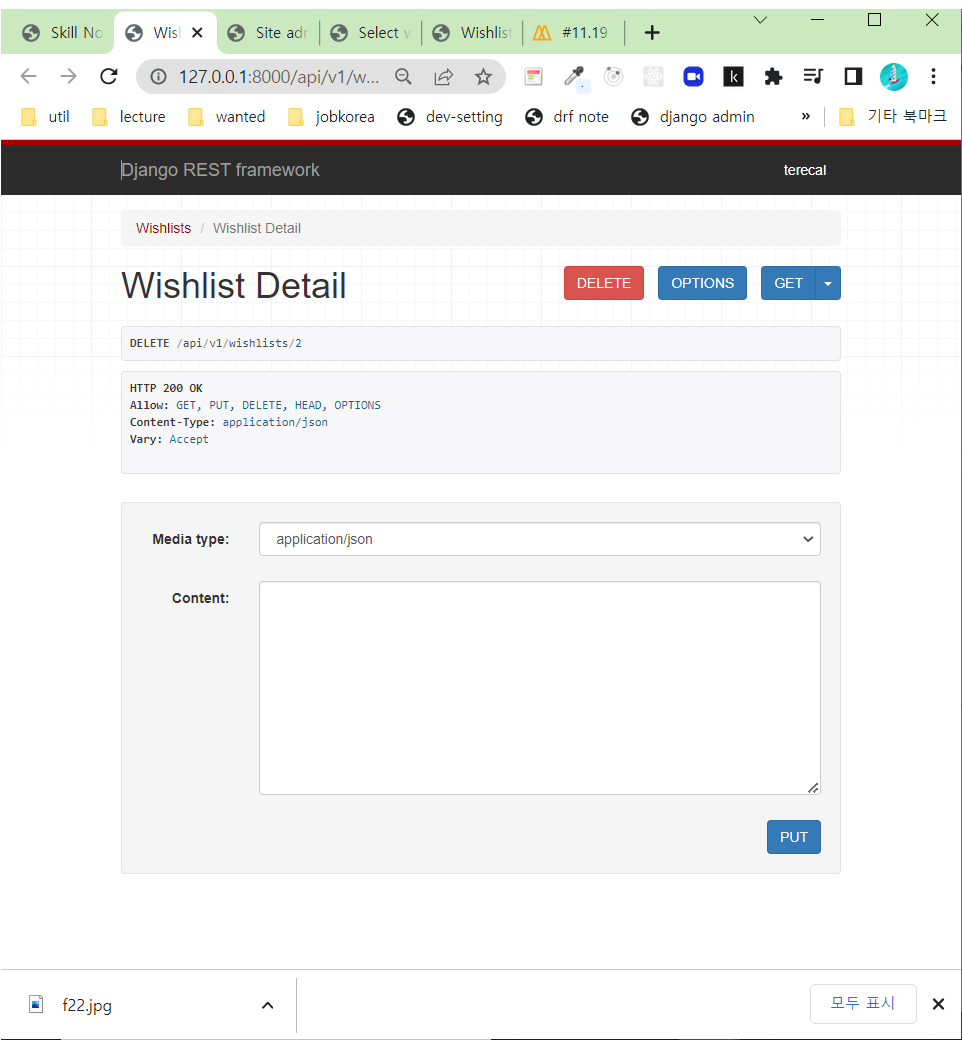 Skill No
Wis
Site adr
Select w
Wishlist
#11.19
127.0.0.1:8000/api/v1/w...
util
lecture
wanted
jobkorea
dev-setting
drf note
django admin
»
기타 북마크
Django REST framework
terecal
Wishlists / Wishlist Detail
Wishlist Detail
DELETE
OPTIONS
GET
DELETE /api/v1/wishlists/2
HTTP 200 OK
Allow: GET, PUT, DELETE, HEAD, OPTIONS
Content-Type: application/json
Vary: Accept
Media type:
application/json
Content:
PUT
f22.jpg
모두 표시